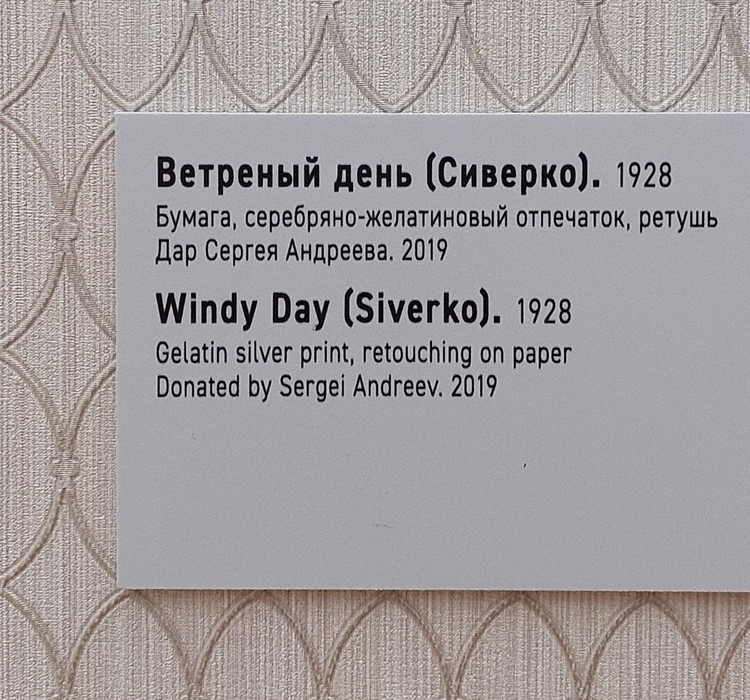 Ветреный день (Сиверко). 1928
Бумага, серебряно-желатиновый отпечаток, ретушь
Дар Сергея Андреева. 2019
Windy Day (Siverko). 1928
Gelatin silver print, retouching on paper
Donated by Sergei Andreev. 2019